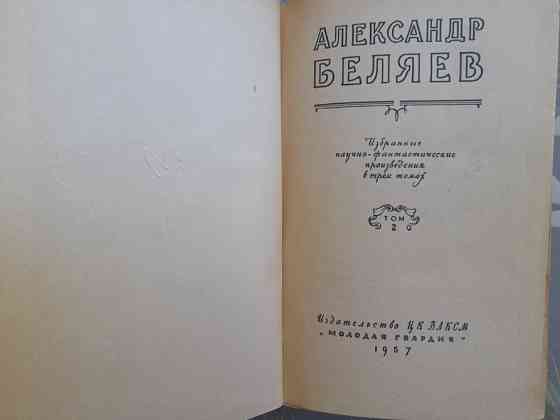 АЛЕКСАНДР
БЕЛЯЕВ
Избранные
научно-фантастические
произведения
в трех томах
ТОМ
2
Издательство ЦК ВЛКСМ
„МОЛОДАЯ ГВАРДИЯ“
1957